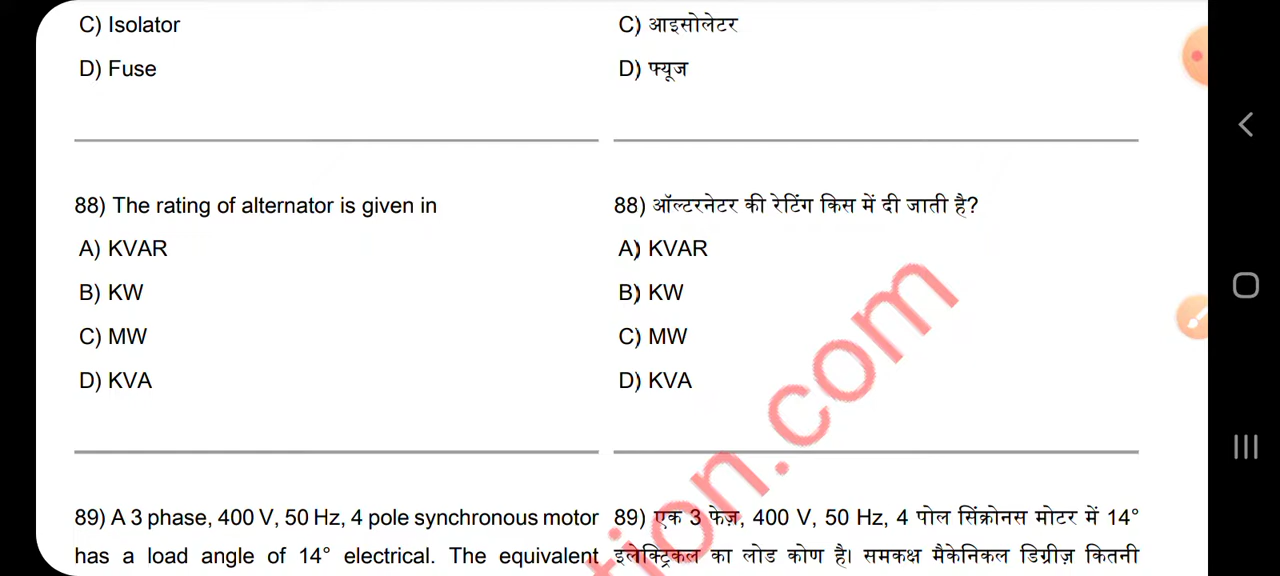 C) Isolator
D) Fuse
C) आइसोलेटर
D) फ्यूज
88) The rating of alternator is given in
A) KVAR
B) KW
C) MW
D) KVA
88) ऑल्टरनेटर की रेटिंग किस में दी जाती है?
A) KVAR
B) KW
C) MW
D) KVA
89) A 3 phase, 400 V, 50 Hz, 4 pole synchronous motor
has a load angle of 14° electrical. The equivalent
89) एक 3 फेज़, 400 V, 50 Hz, 4 पोल सिंक्रोनस मोटर में 14°
इलेक्ट्रिकल का लोड कोण है। समकक्ष मैकेनिकल डिग्रीज़ कितनी
tion.com